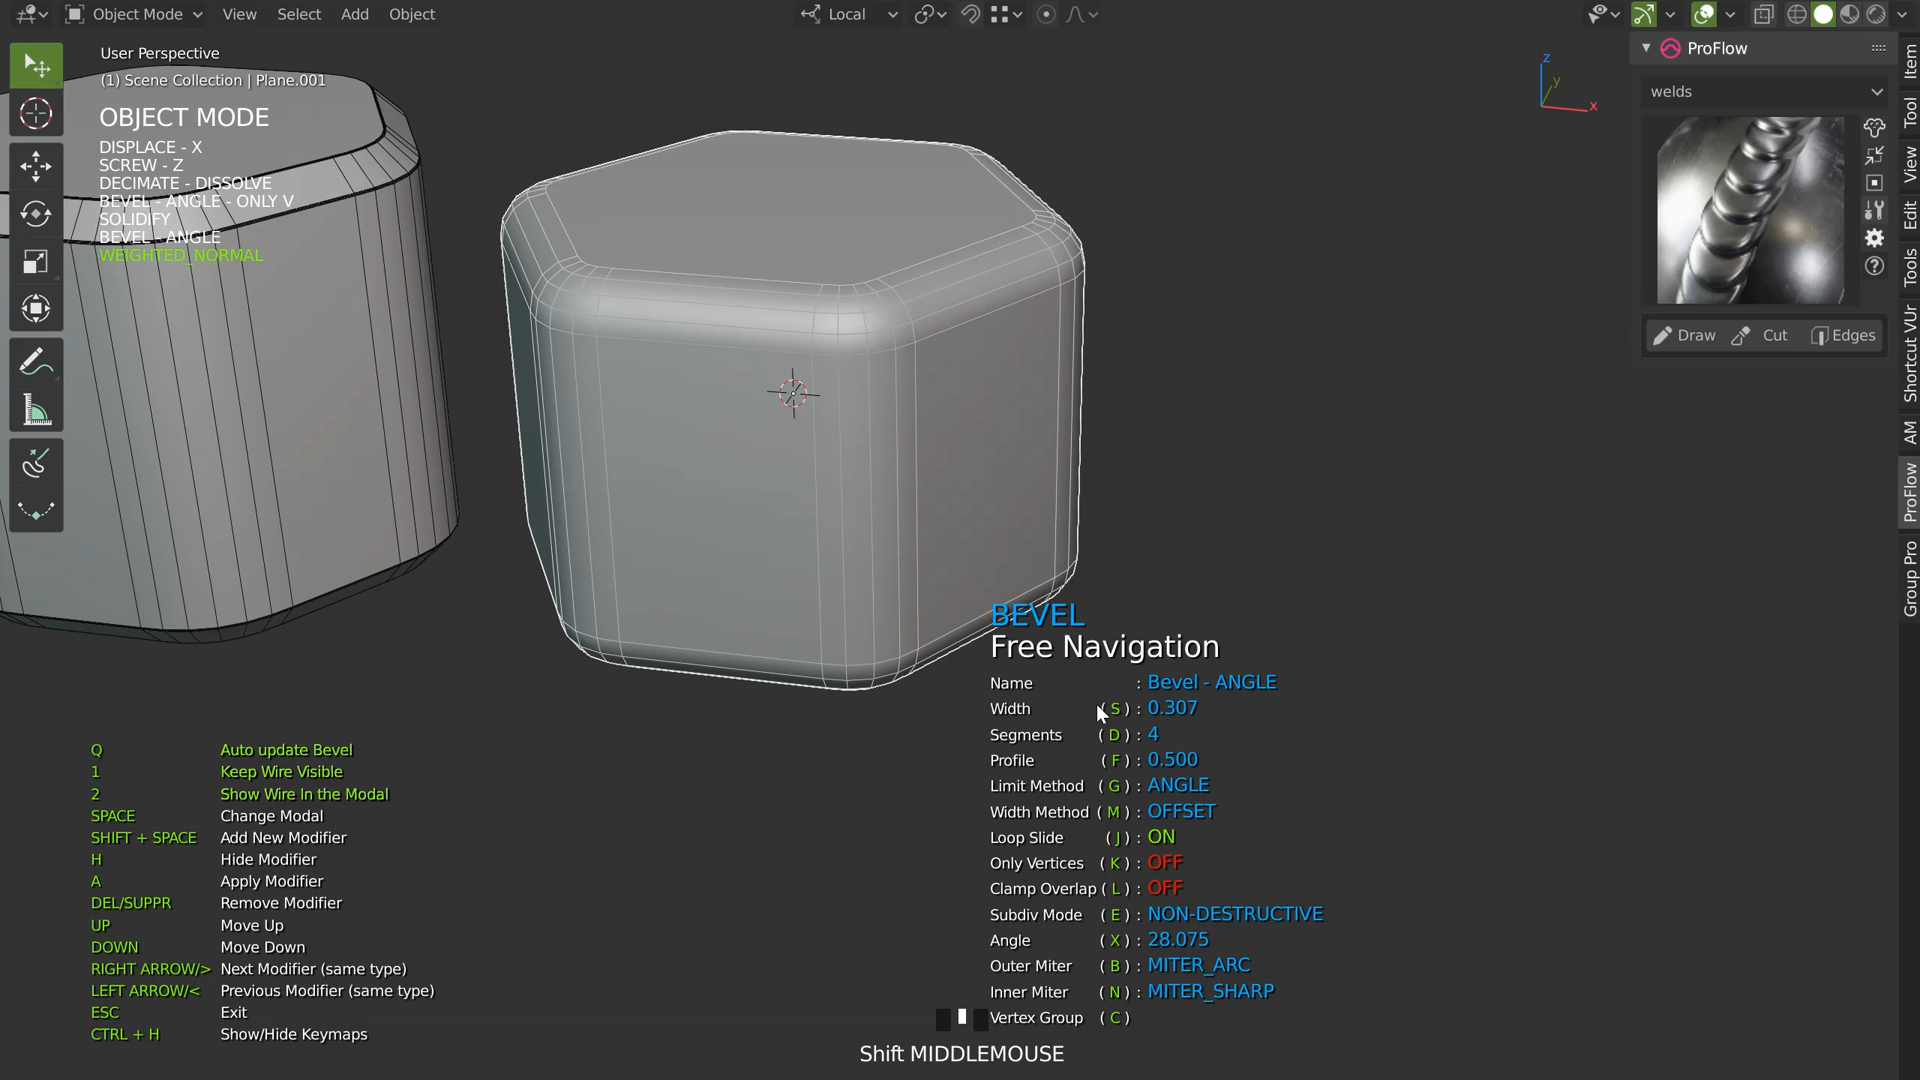 Object Mode View Select Add Object Local
User Perspective
(1) Scene Collection | Plane.001
OBJECT MODE
DISPLACE - X
SCREW - Z
DECIMATE - DISSOLVE
BEVEL - ANGLE - ONLY V
SOLIDIFY
BEVEL - ANGLE
WEIGHTED_NORMAL
z
y
x
ProFlow
welds
Draw Cut Edges
Item
Tool
View
Edit
Tools
Shortcut VUr
AM
ProFlow
Group Pro
BEVEL
Free Navigation
Name : Bevel - ANGLE
Width ( S ) : 0.307
Segments ( D ) : 4
Profile ( F ) : 0.500
Limit Method ( G ) : ANGLE
Width Method ( M ) : OFFSET
Loop Slide ( J ) : ON
Only Vertices ( K ) : OFF
Clamp Overlap ( L ) : OFF
Subdiv Mode ( E ) : NON-DESTRUCTIVE
Angle ( X ) : 28.075
Outer Miter ( B ) : MITER_ARC
Inner Miter ( N ) : MITER_SHARP
Vertex Group ( C )
Q Auto update Bevel
1 Keep Wire Visible
2 Show Wire In the Modal
SPACE Change Modal
SHIFT + SPACE Add New Modifier
H Hide Modifier
A Apply Modifier
DEL/SUPPR Remove Modifier
UP Move Up
DOWN Move Down
RIGHT ARROW/> Next Modifier (same type)
LEFT ARROW/< Previous Modifier (same type)
ESC Exit
CTRL + H Show/Hide Keymaps
Shift MIDDLEMOUSE